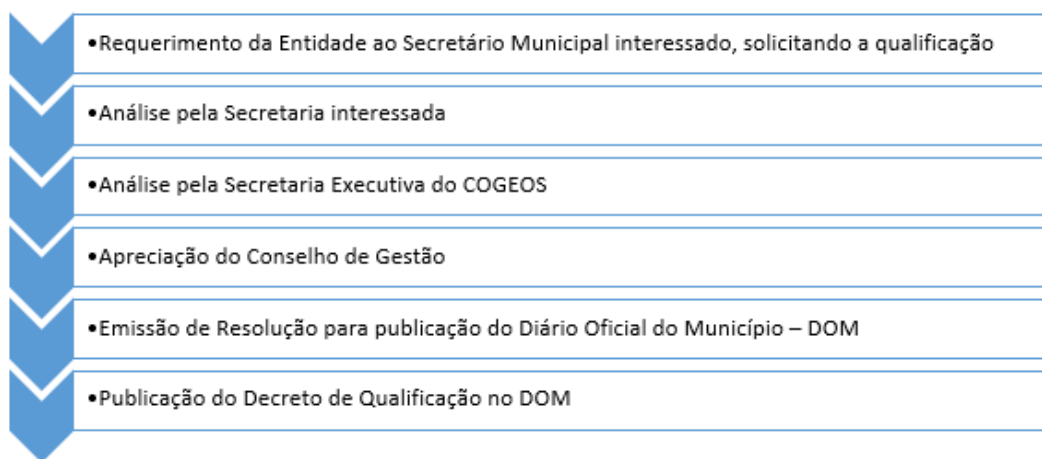 •Requerimento da Entidade ao Secretário Municipal interessado, solicitando a qualificação
•Análise pela Secretaria interessada
•Análise pela Secretaria Executiva do COGEOS
•Apreciação do Conselho de Gestão
•Emissão de Resolução para publicação do Diário Oficial do Município – DOM
•Publicação do Decreto de Qualificação no DOM